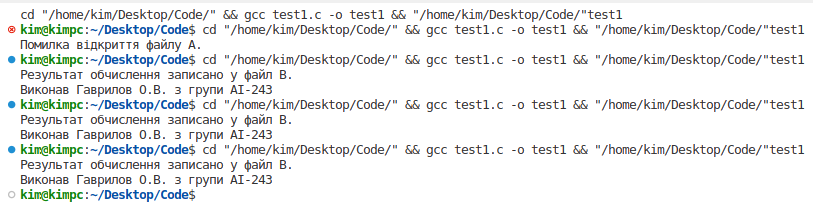 cd "/home/kim/Desktop/Code/" && gcc test1.c -o test1 && "/home/kim/Desktop/Code/"test1
kim@kimpc:~/Desktop/Code$ cd "/home/kim/Desktop/Code/" && gcc test1.c -o test1 && "/home/kim/Desktop/Code/"test1
Помилка відкриття файлу A.
kim@kimpc:~/Desktop/Code$ cd "/home/kim/Desktop/Code/" && gcc test1.c -o test1 && "/home/kim/Desktop/Code/"test1
Результат обчислення записано у файл B.
Виконав Гаврилов О.В. з групи АІ-243
kim@kimpc:~/Desktop/Code$ cd "/home/kim/Desktop/Code/" && gcc test1.c -o test1 && "/home/kim/Desktop/Code/"test1
Результат обчислення записано у файл B.
Виконав Гаврилов О.В. з групи АІ-243
kim@kimpc:~/Desktop/Code$ cd "/home/kim/Desktop/Code/" && gcc test1.c -o test1 && "/home/kim/Desktop/Code/"test1
Результат обчислення записано у файл B.
Виконав Гаврилов О.В. з групи АІ-243
kim@kimpc:~/Desktop/Code$